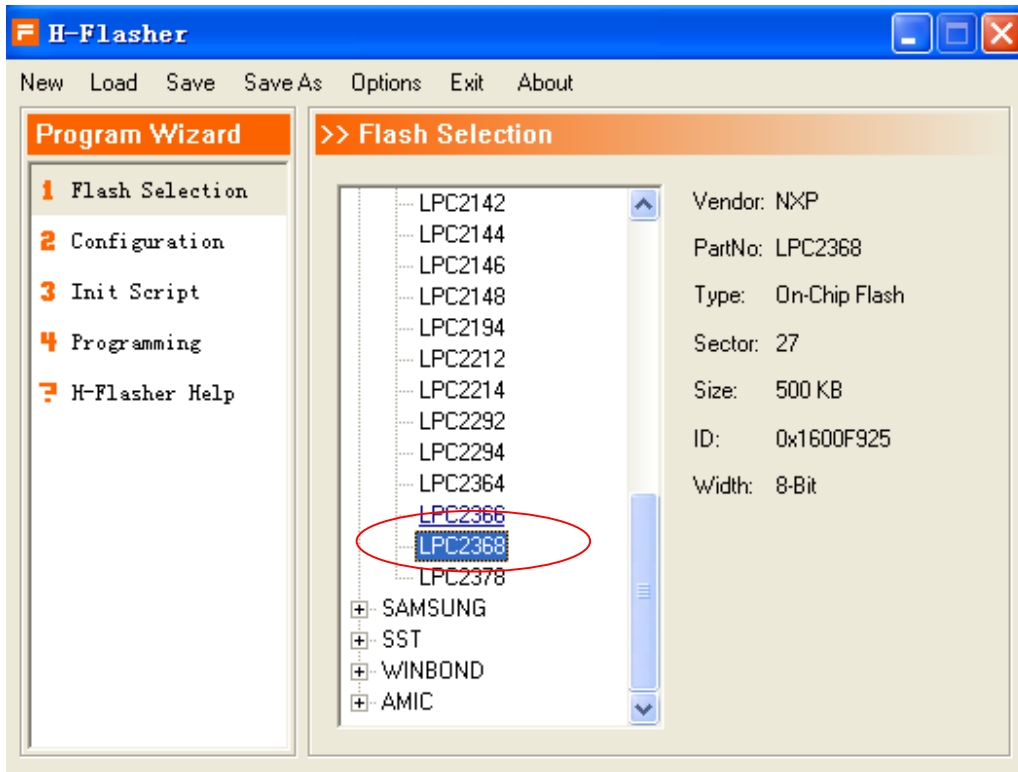 H-Flasher
New Load Save Save As Options Exit About
Program Wizard
1 Flash Selection
2 Configuration
3 Init Script
4 Programming
? H-Flasher Help
>> Flash Selection
LPC2142
LPC2144
LPC2146
LPC2148
LPC2194
LPC2212
LPC2214
LPC2292
LPC2294
LPC2364
LPC2366
LPC2368
LPC2378
SAMSUNG
SST
WINBOND
AMIC
Vendor: NXP
PartNo: LPC2368
Type: On-Chip Flash
Sector: 27
Size: 500 KB
ID: 0x1600F925
Width: 8-Bit